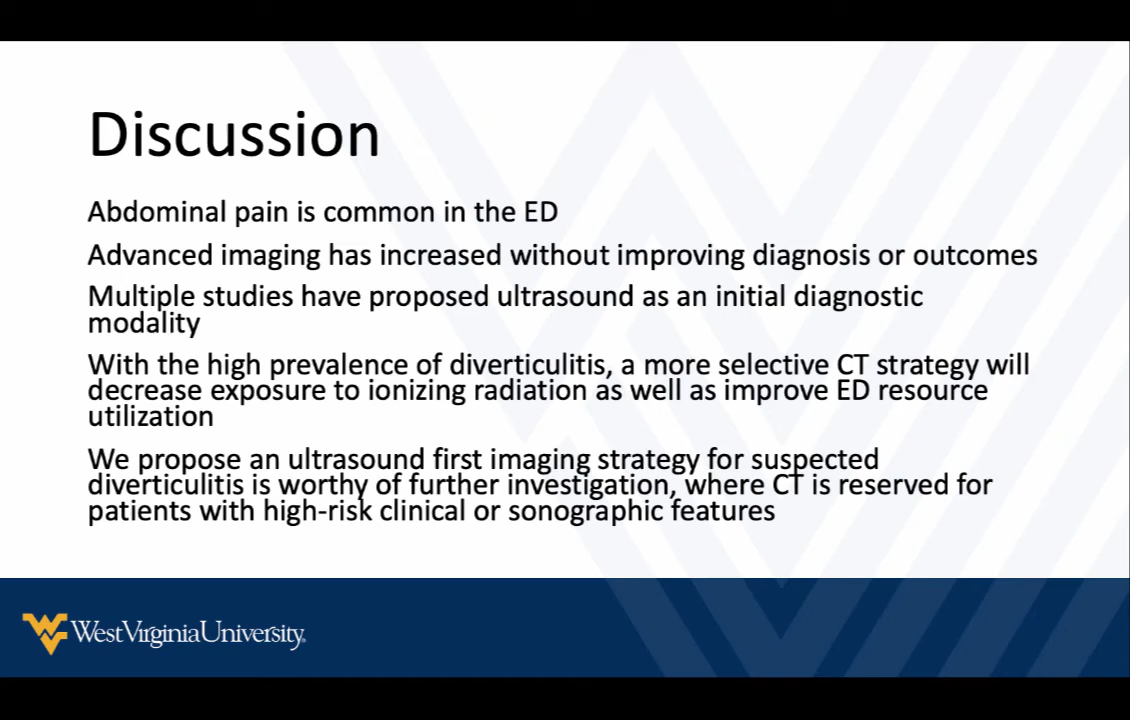 Discussion
Abdominal pain is common in the ED
Advanced imaging has increased without improving diagnosis or outcomes
Multiple studies have proposed ultrasound as an initial diagnostic
modality
With the high prevalence of diverticulitis, a more selective CT strategy will
decrease exposure to ionizing radiation as well as improve ED resource
utilization
We propose an ultrasound first imaging strategy for suspected
diverticulitis is worthy of further investigation, where CT is reserved for
patients with high-risk clinical or sonographic features
WestVirginiaUniversity.